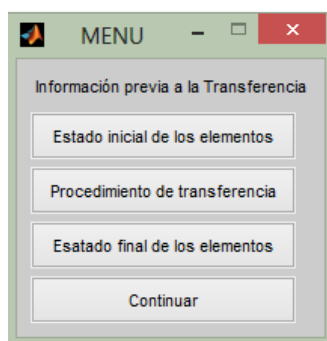 MENU
Información previa a la Transferencia
Estado inicial de los elementos
Procedimiento de transferencia
Esatado final de los elementos
Continuar